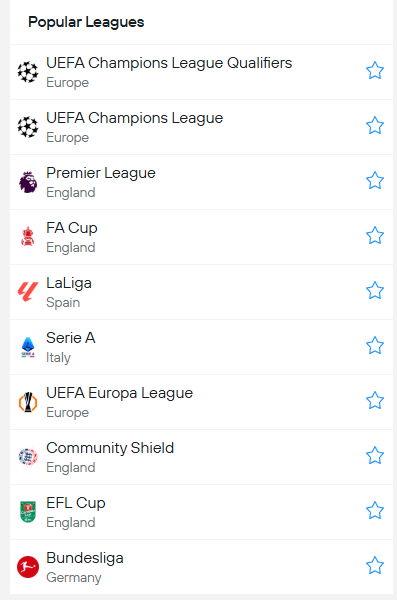 Popular Leagues
UEFA Champions League Qualifiers
Europe
UEFA Champions League
Europe
Premier League
England
FA Cup
England
LaLiga
Spain
Serie A
Italy
UEFA Europa League
Europe
Community Shield
England
EFL Cup
England
Bundesliga
Germany